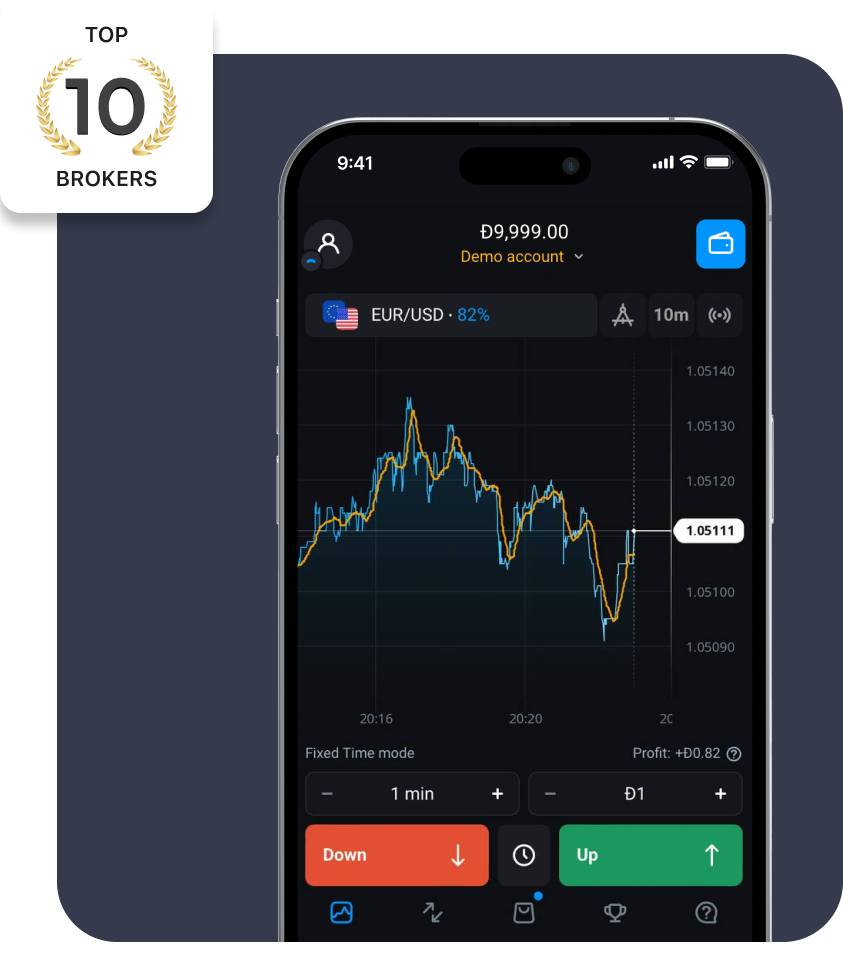 TOP
10
BROKERS
9:41
Đ9,999.00
Demo account
EUR/USD · 82%
10m
1.05140
1.05130
1.05120
1.05111
1.05100
1.05090
20:16
20:20
20
Fixed Time mode
Profit: +Đ0.82
− 1 min +
− Đ1 +
Down ↓
Up ↑